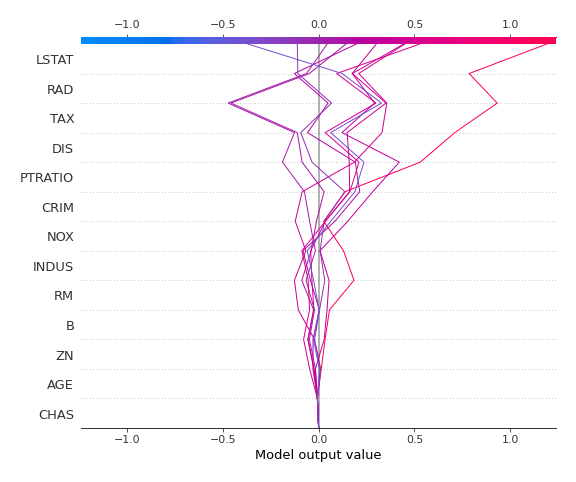 −1.0 −0.5 0.0 0.5 1.0
LSTAT
RAD
TAX
DIS
PTRATIO
CRIM
NOX
INDUS
RM
B
ZN
AGE
CHAS
−1.0 −0.5 0.0 0.5 1.0
Model output value